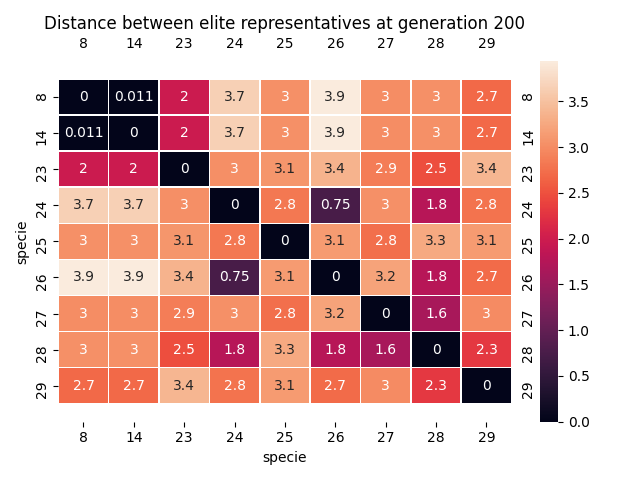 Distance between elite representatives at generation 200
8 14 23 24 25 26 27 28 29
8 0 0.011 2 3.7 3 3.9 3 3 2.7 8
14 0.011 0 2 3.7 3 3.9 3 3 2.7 14
23 2 2 0 3 3.1 3.4 2.9 2.5 3.4 23
24 3.7 3.7 3 0 2.8 0.75 3 1.8 2.8 24
25 3 3 3.1 2.8 0 3.1 2.8 3.3 3.1 25
26 3.9 3.9 3.4 0.75 3.1 0 3.2 1.8 2.7 26
27 3 3 2.9 3 2.8 3.2 0 1.6 3 27
28 3 3 2.5 1.8 3.3 1.8 1.6 0 2.3 28
29 2.7 2.7 3.4 2.8 3.1 2.7 3 2.3 0 29
8 14 23 24 25 26 27 28 29
specie
specie
3.5
3.0
2.5
2.0
1.5
1.0
0.5
0.0